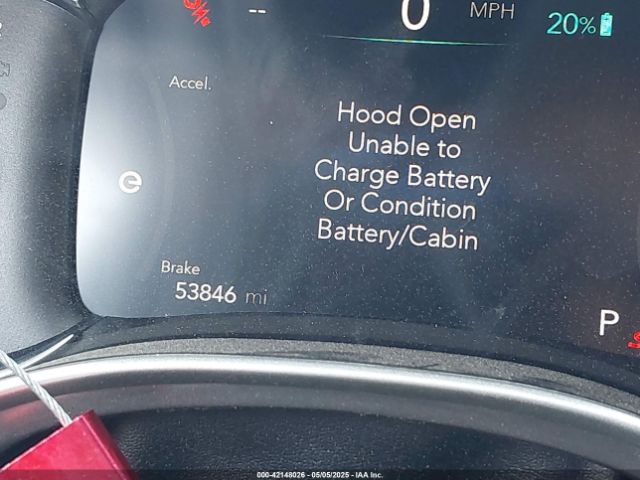 --
0 MPH
20%
Accel.
Hood Open
Unable to
Charge Battery
Or Condition
Battery/Cabin
Brake
53846 mi
P
000-42148026 - 05/05/2025 - IAA Inc.